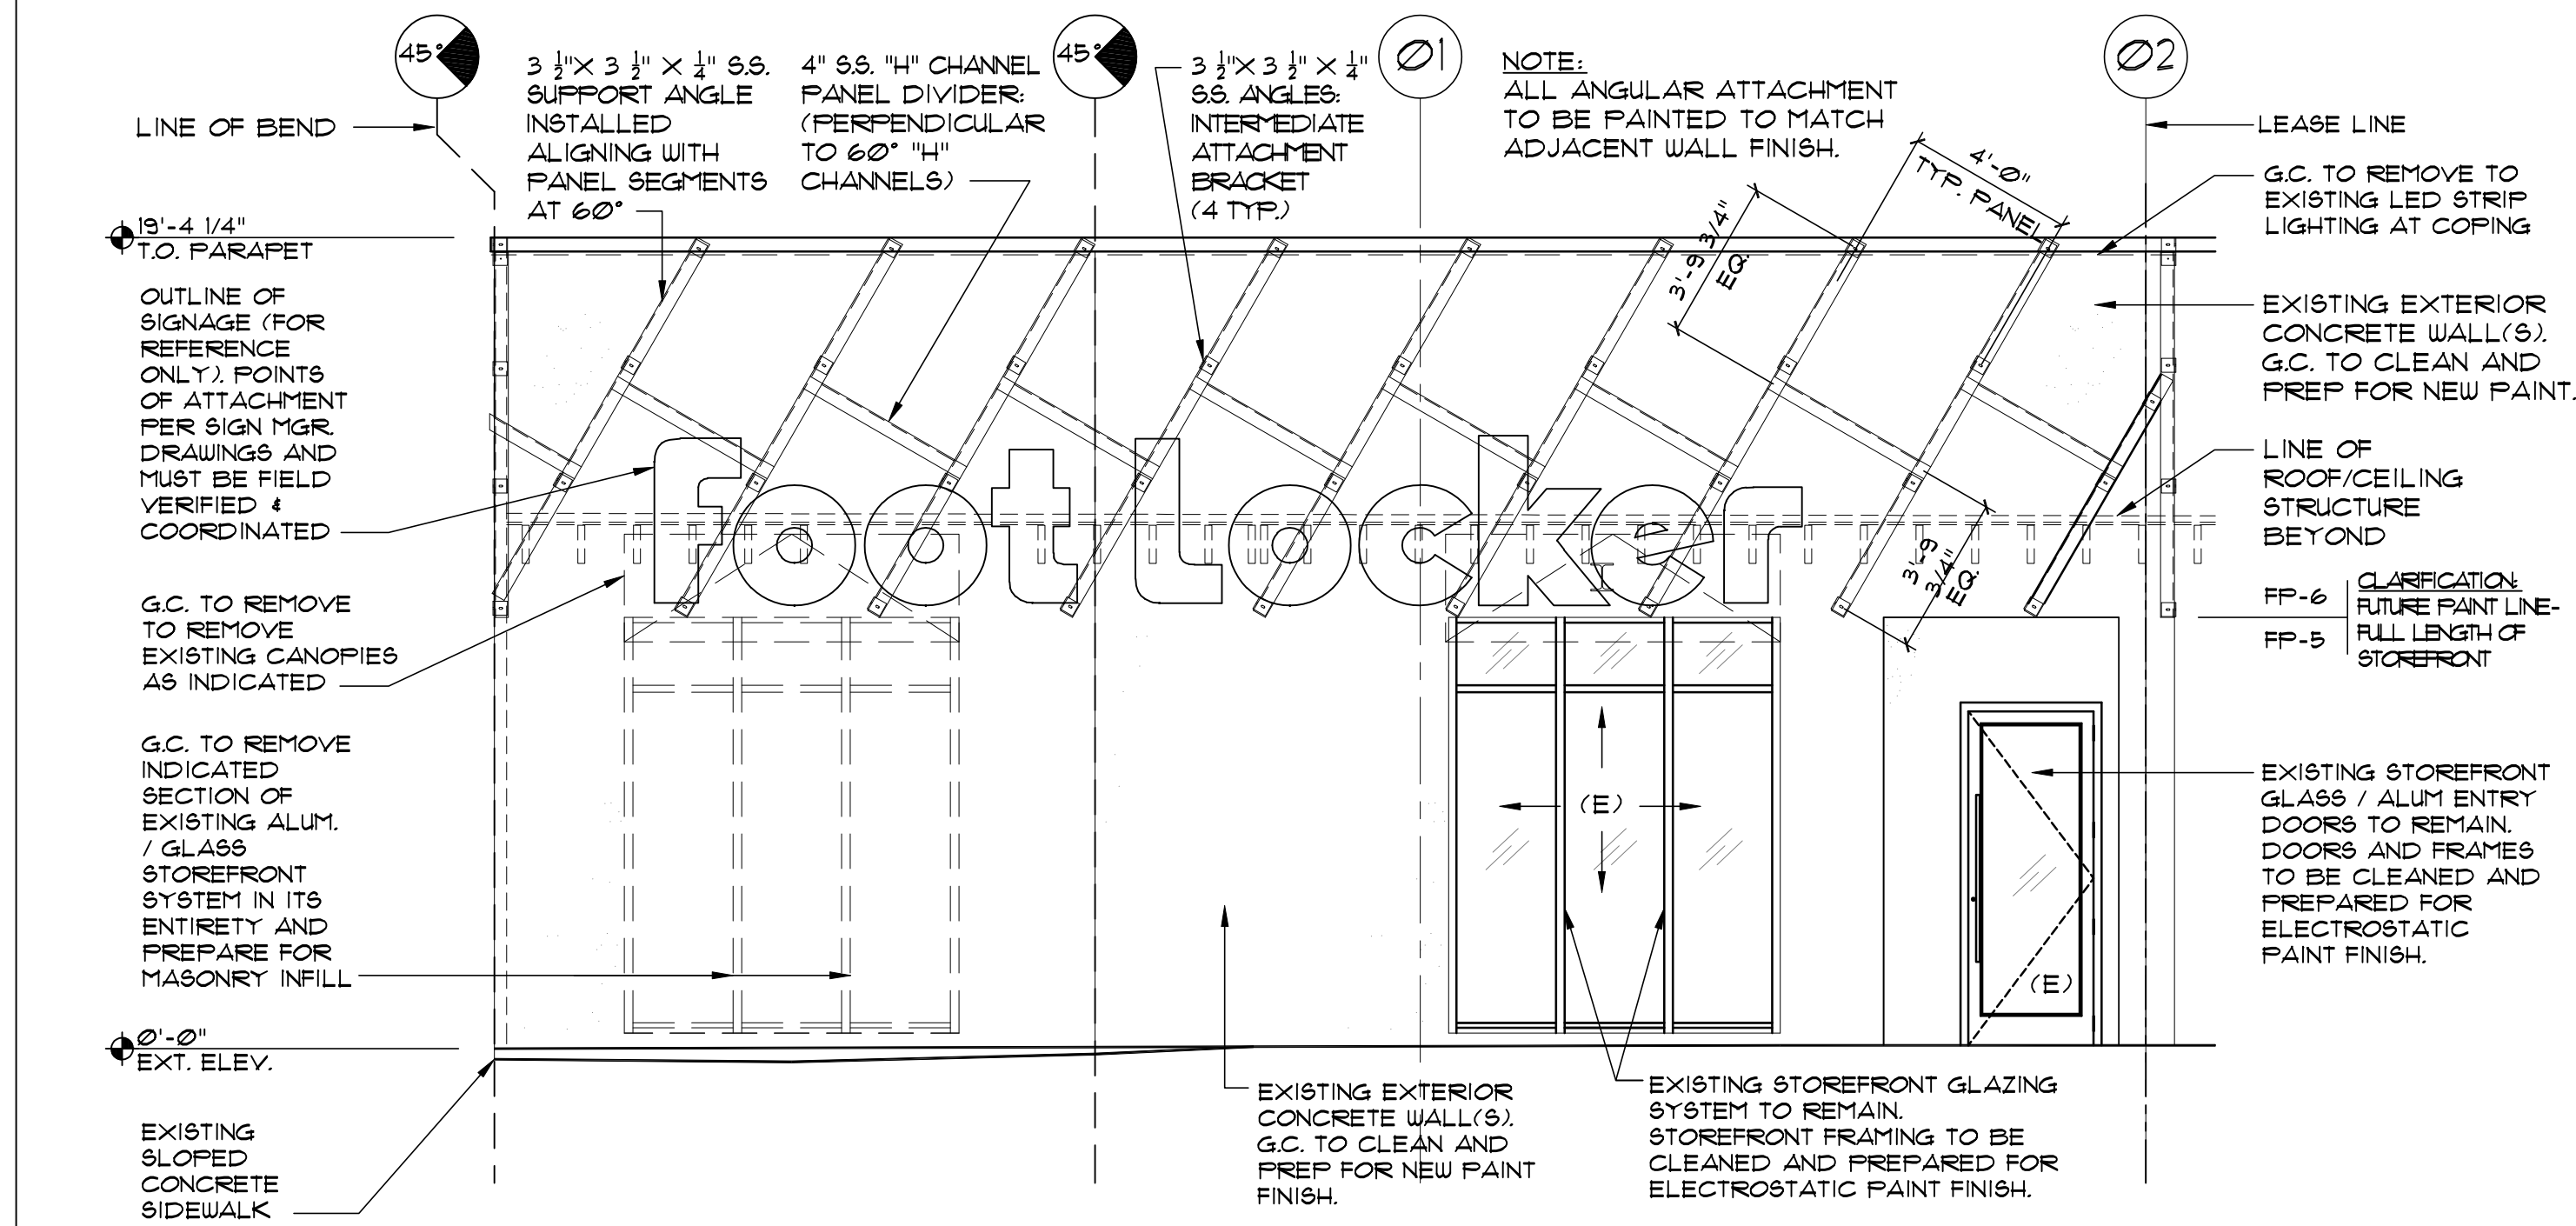 45°
3 1/2" X 3 1/2" X 1/4" S.S.
SUPPORT ANGLE
INSTALLED
ALIGNING WITH
PANEL SEGMENTS
AT 60°
4" S.S. "H" CHANNEL
PANEL DIVIDER:
(PERPENDICULAR
TO 60° "H"
CHANNELS)
45°
3 1/2" X 3 1/2" X 1/4"
S.S. ANGLES:
INTERMEDIATE
ATTACHMENT
BRACKET
(4 TYP.)
Ø1
NOTE:
ALL ANGULAR ATTACHMENT
TO BE PAINTED TO MATCH
ADJACENT WALL FINISH.
Ø2
LINE OF BEND
19'-4 1/4"
T.O. PARAPET
OUTLINE OF
SIGNAGE (FOR
REFERENCE
ONLY). POINTS
OF ATTACHMENT
PER SIGN MGR.
DRAWINGS AND
MUST BE FIELD
VERIFIED &
COORDINATED
G.C. TO REMOVE
TO REMOVE
EXISTING CANOPIES
AS INDICATED
G.C. TO REMOVE
INDICATED
SECTION OF
EXISTING ALUM.
/ GLASS
STOREFRONT
SYSTEM IN ITS
ENTIRETY AND
PREPARE FOR
MASONRY INFILL
Ø'-Ø"
EXT. ELEV.
EXISTING
SLOPED
CONCRETE
SIDEWALK
4'-Ø"
TYP. PANEL
3'-9 3/4"
EQ.
foot locker
3'-9
3/4"
EQ.
(E)
(E)
LEASE LINE
G.C. TO REMOVE TO
EXISTING LED STRIP
LIGHTING AT COPING
EXISTING EXTERIOR
CONCRETE WALL(S).
G.C. TO CLEAN AND
PREP FOR NEW PAINT.
LINE OF
ROOF/CEILING
STRUCTURE
BEYOND
FP-6
FP-5
CLARIFICATION:
FUTURE PAINT LINE-
FULL LENGTH OF
STOREFRONT
EXISTING STOREFRONT
GLASS / ALUM ENTRY
DOORS TO REMAIN.
DOORS AND FRAMES
TO BE CLEANED AND
PREPARED FOR
ELECTROSTATIC
PAINT FINISH.
EXISTING EXTERIOR
CONCRETE WALL(S).
G.C. TO CLEAN AND
PREP FOR NEW PAINT
FINISH.
EXISTING STOREFRONT GLAZING
SYSTEM TO REMAIN.
STOREFRONT FRAMING TO BE
CLEANED AND PREPARED FOR
ELECTROSTATIC PAINT FINISH.